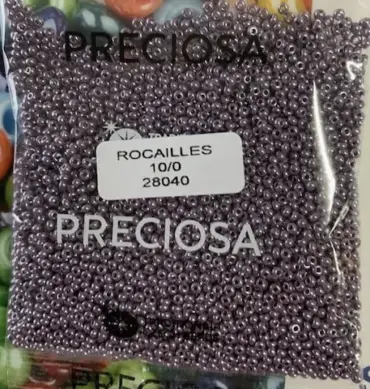 PRECIOSA
ROCAILLES
10/0
28040
PRECIOSA